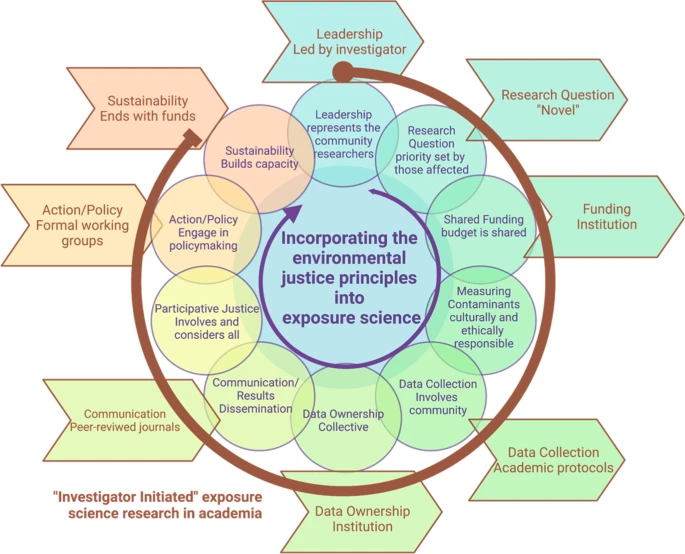 Leadership
Led by investigator
Research Question
"Novel"
Funding
Institution
Data Collection
Academic protocols
Data Ownership
Institution
Communication
Peer-reviwed journals
Action/Policy
Formal working
groups
Sustainability
Ends with funds
Leadership
represents the
community
researchers
Research
Question
priority set by
those affected
Shared Funding
budget is shared
Measuring
Contaminants
culturally and
ethically
responsible
Data Collection
Involves
community
Data Ownership
Collective
Communication/
Results
Dissemination
Participative Justice
Involves and
considers all
Action/Policy
Engage in
policymaking
Sustainability
Builds capacity
Incorporating the
environmental
justice principles
into
exposure science
"Investigator Initiated" exposure
science research in academia